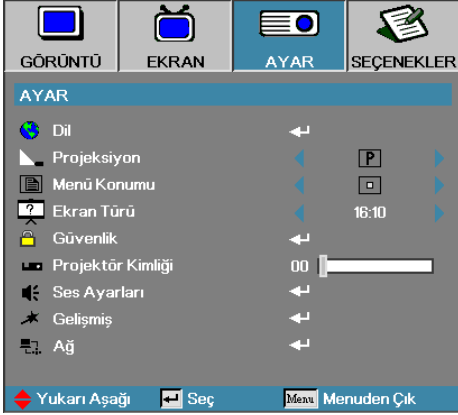 GÖRÜNTÜ EKRAN AYAR SEÇENEKLER
AYAR
Dil
Projeksiyon P
Menü Konumu
Ekran Türü 16:10
Güvenlik
Projektör Kimliği 00
Ses Ayarları
Gelişmiş
Ağ
Yukarı Aşağı Seç Menu Menuden Çık